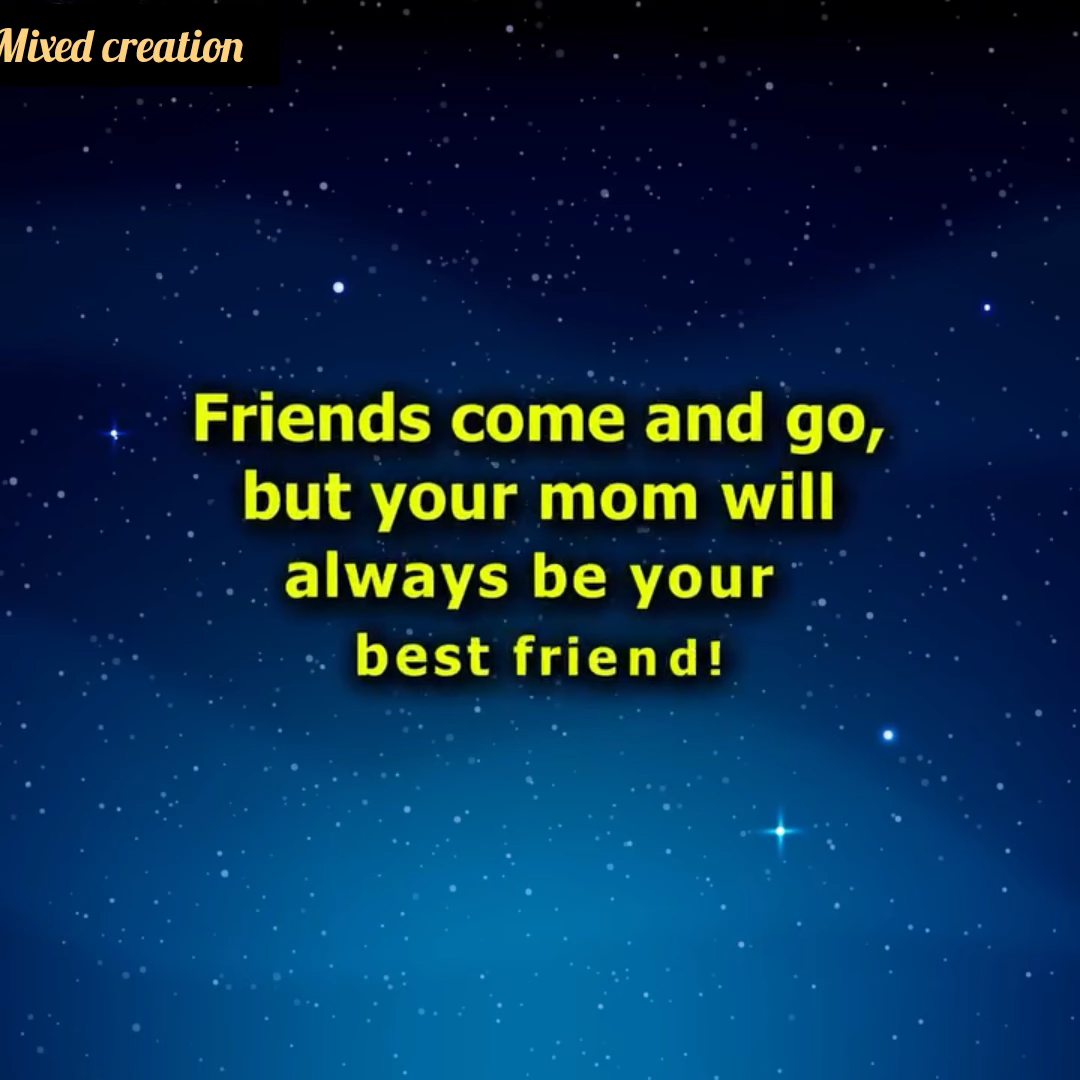 Mixed creation
Friends come and go,
but your mom will
always be your
best friend!